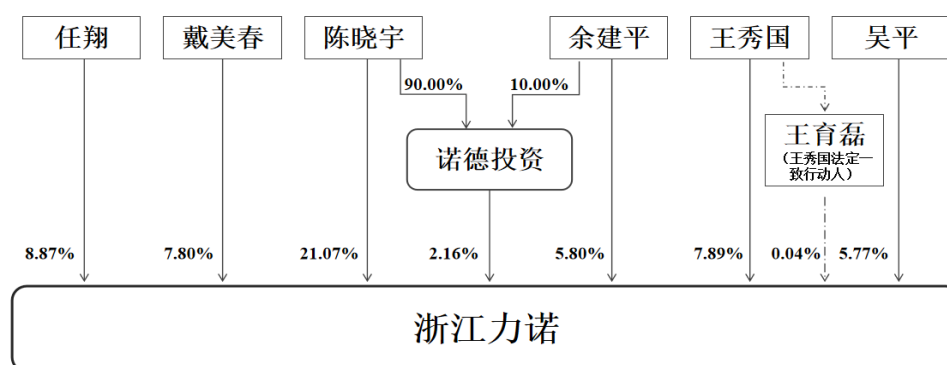 任翔
戴美春
陈晓宇
余建平
王秀国
吴平
90.00%
10.00%
诺德投资
王育磊
（王秀国法定一
致行动人）
8.87%
7.80%
21.07%
2.16%
5.80%
7.89%
0.04%
5.77%
浙江力诺